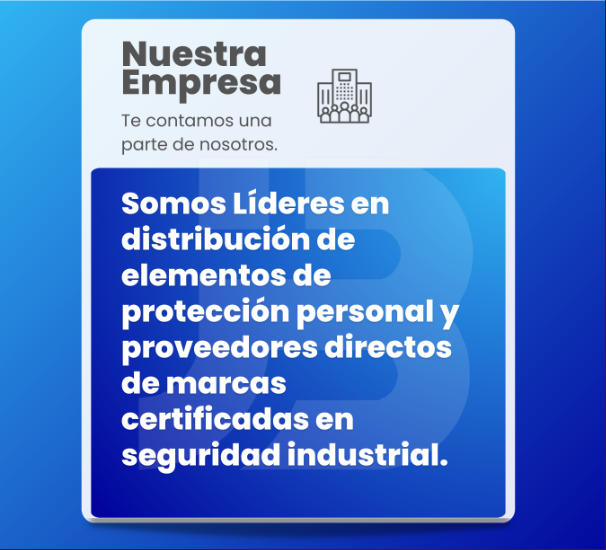 Nuestra
Empresa
Te contamos una
parte de nosotros.
Somos Líderes en
distribución de
elementos de
protección personal y
proveedores directos
de marcas
certificadas en
seguridad industrial.